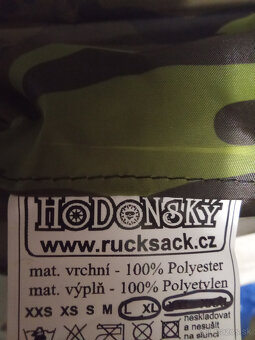 HODONSKÝ
www.rucksack.cz
mat. vrchní - 100% Polyester
mat. výplň - 100% Polyetylen
XXS XS S M L XL
neskladovat
a nesušit
na slunci